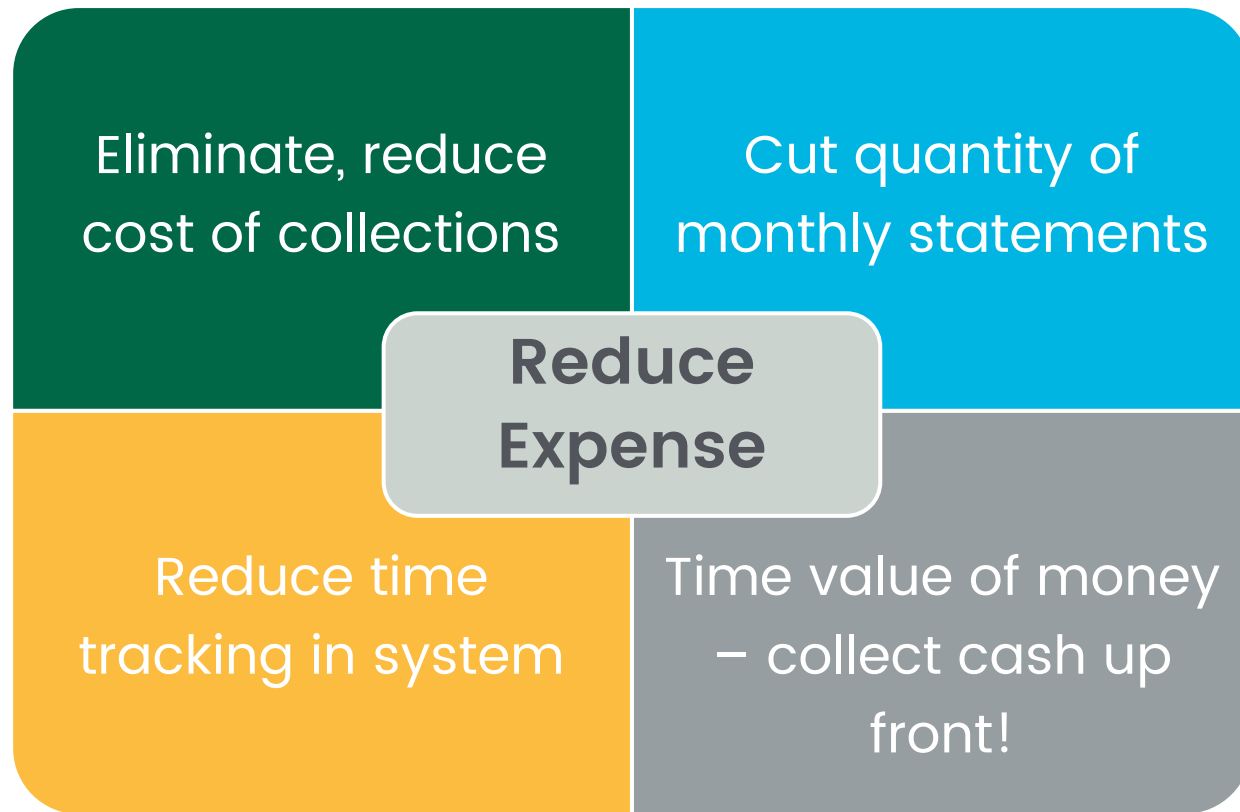 Eliminate, reduce
cost of collections
Cut quantity of
monthly statements
Reduce
Expense
Reduce time
tracking in system
Time value of money
– collect cash up
front!